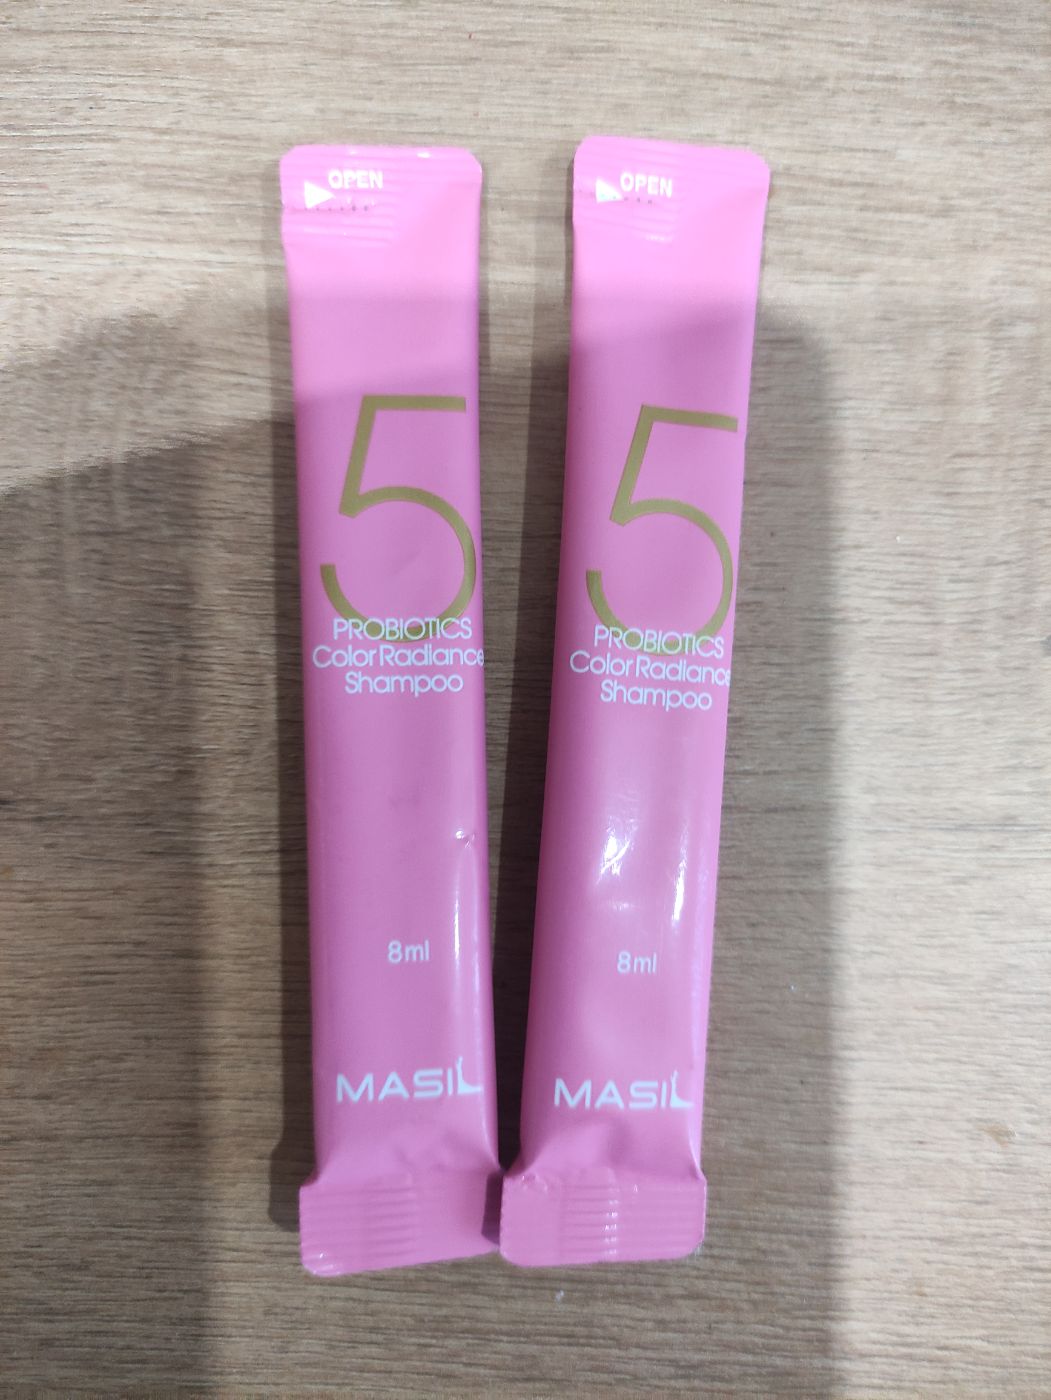 OPEN
5
PROBIOTICS
Color Radiance
Shampoo
8ml
MASIL
OPEN
5
PROBIOTICS
Color Radiance
Shampoo
8ml
MASIL